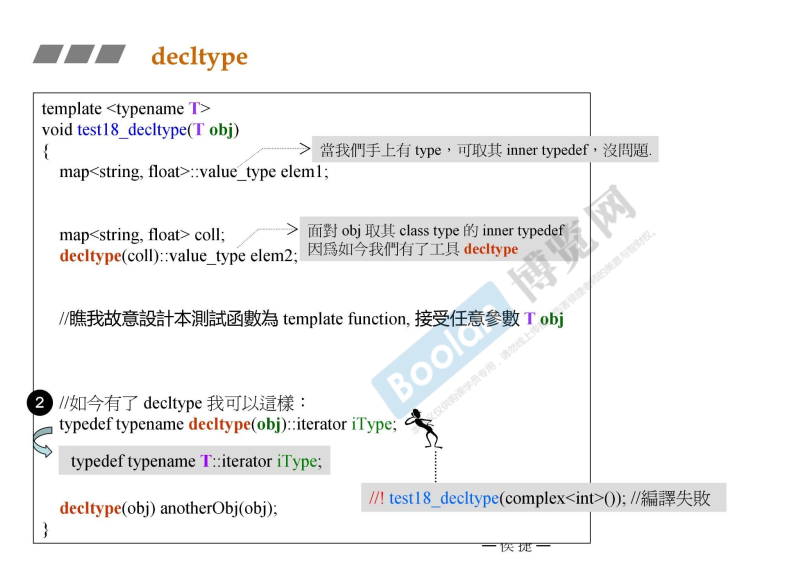 decltype
template <typename T>
void test18_decltype(T obj)
{
當我們手上有 type，可取其 inner typedef，沒問題.
map<string, float>::value_type elem1;
map<string, float> coll;
面對 obj 取其 class type 的 inner typedef
因爲如今我們有了工具 decltype
decltype(coll)::value_type elem2;
//瞧我故意設計本測試函數為 template function, 接受任意參數 T obj
2
//如今有了 decltype 我可以這樣：
typedef typename decltype(obj)::iterator iType;
typedef typename T::iterator iType;
//! test18_decltype(complex<int>()); //編譯失敗
decltype(obj) anotherObj(obj);
}
Boolan 博览网
— 侯捷 —